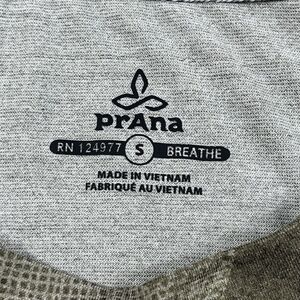 prAna
RN 124977 S BREATHE
MADE IN VIETNAM
FABRIQUÉ AU VIETNAM